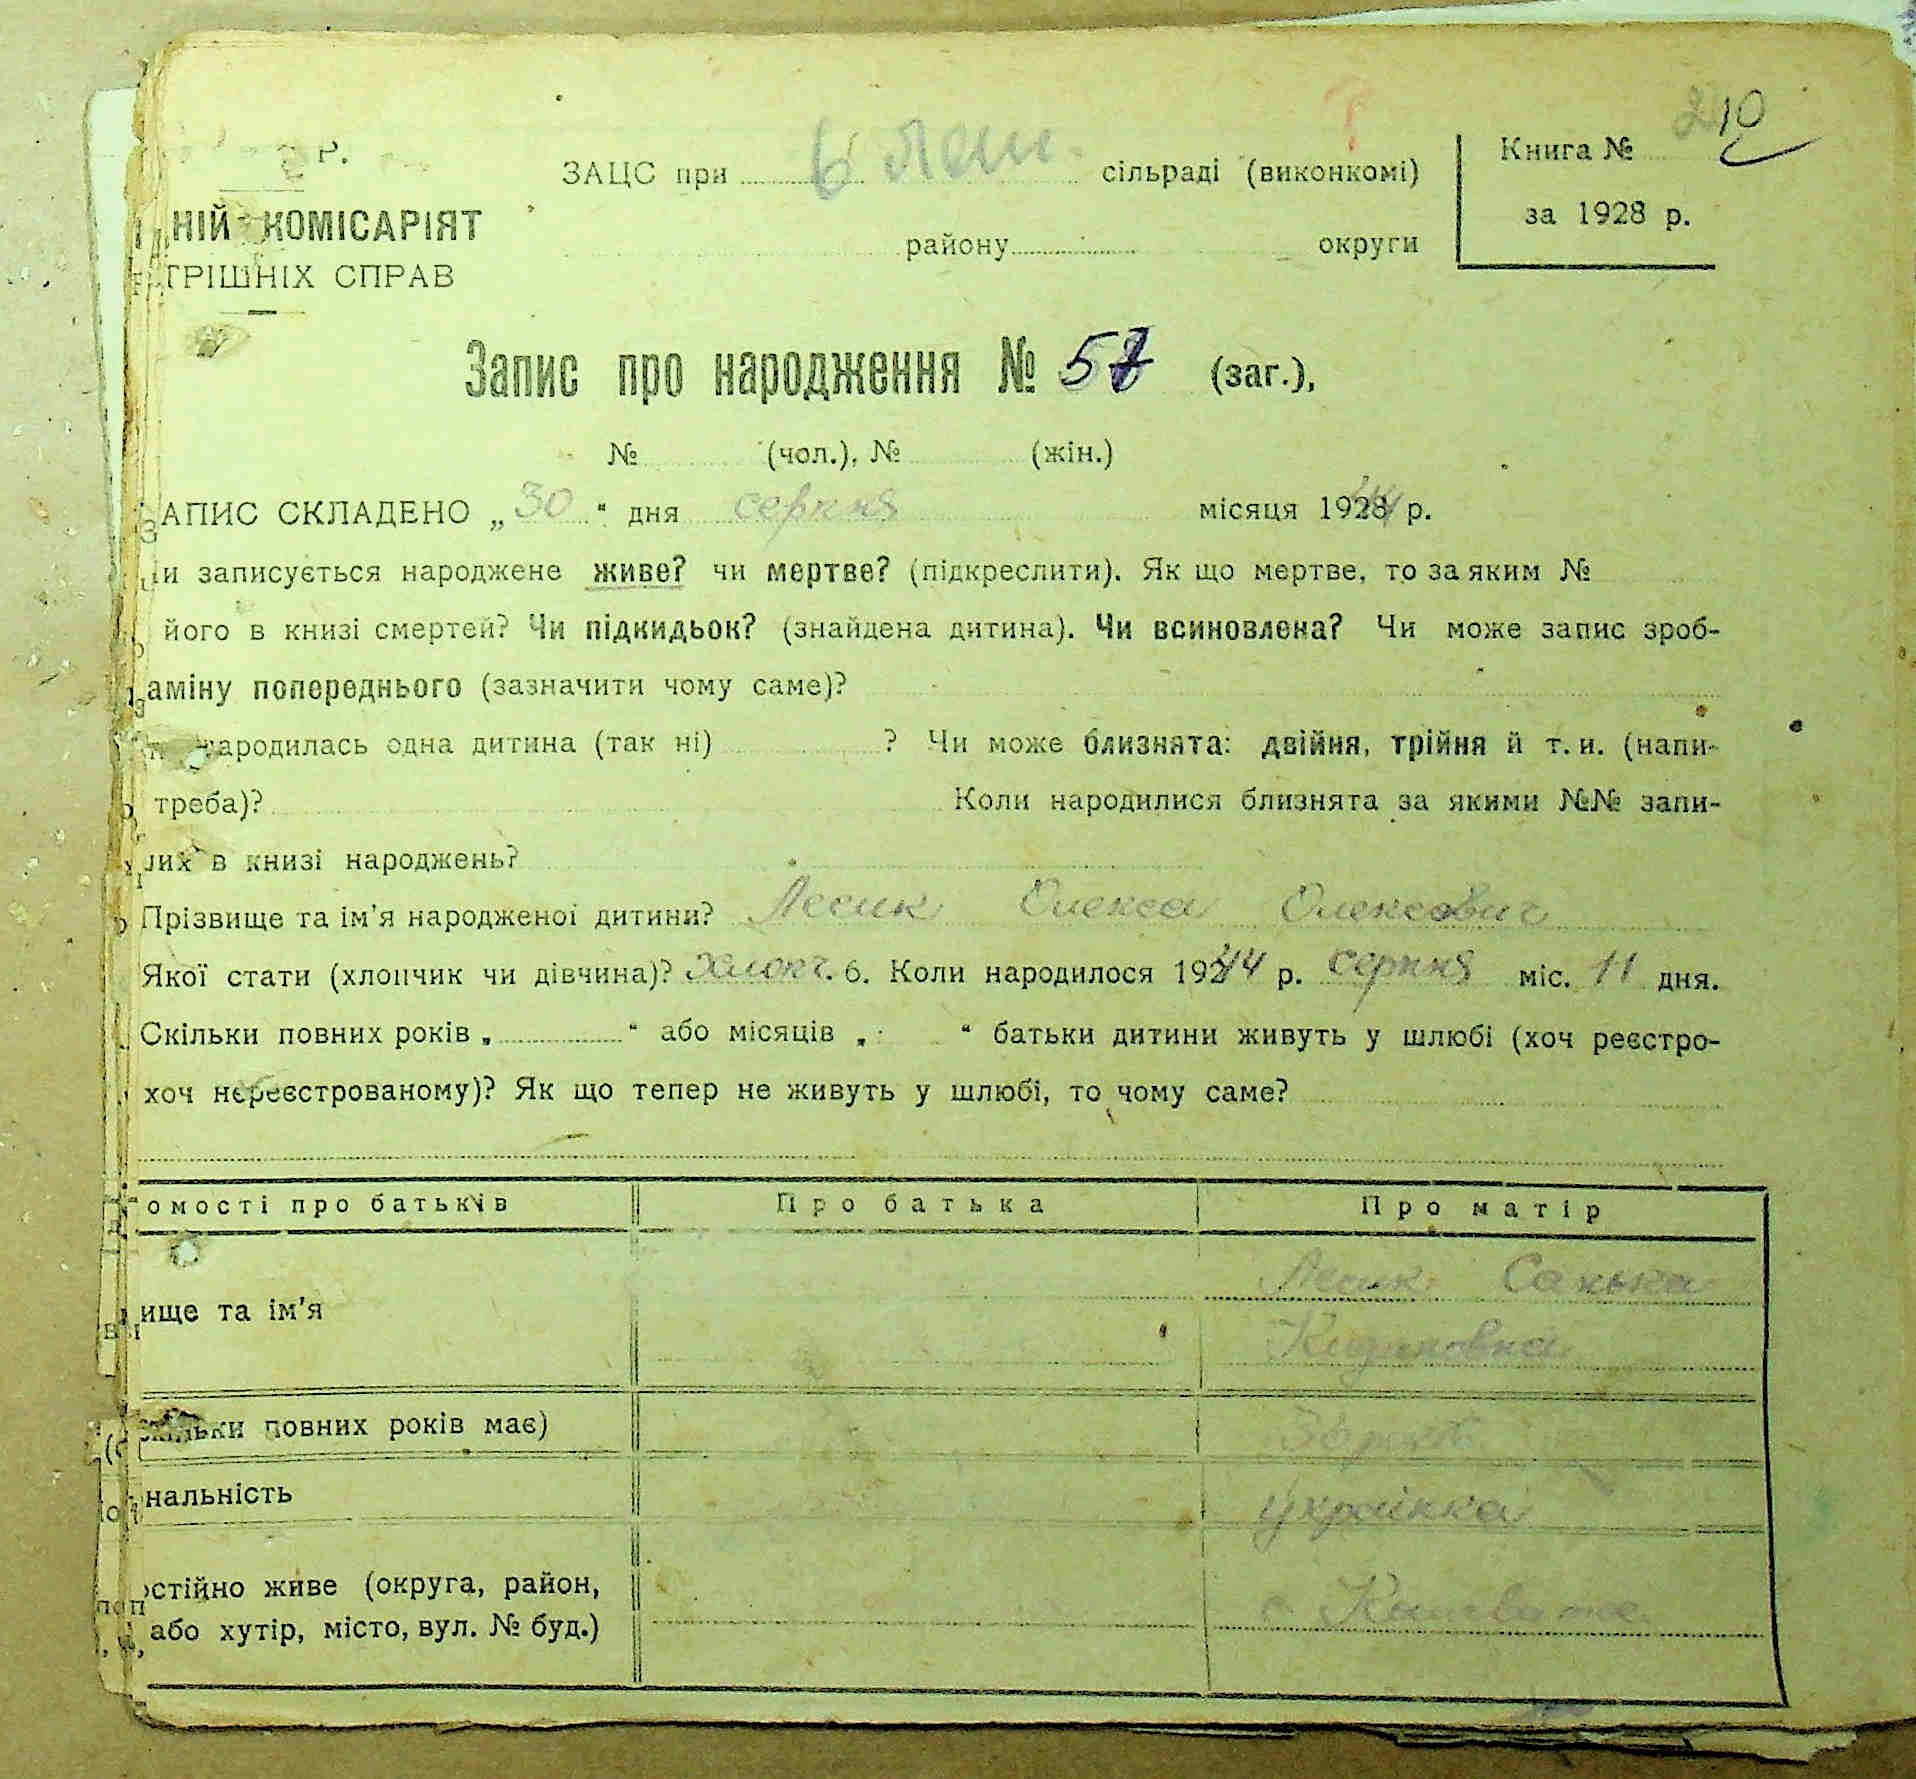 Р.
ЗАЦС при сільраді (виконкомі)
Книга № 210
за 1928 р.
НІЙ КОМІСАРІЯТ
району округи
ТРІШНІХ СПРАВ
Запис про народження № 57 (заг.),
№ (чол.), № (жін.)
ЗАПИС СКЛАДЕНО „30“ дня серпня місяця 1944 р.
и записується народжене живе? чи мертве? (підкреслити). Як що мертве, то за яким №
його в книзі смертей? Чи підкидьок? (знайдена дитина). Чи всиновлена? Чи може запис зроб-
аміну попереднього (зазначити чому саме)?
народилась одна дитина (так ні) ? Чи може близнята: двійня, трійня й т. и. (напи-
треба)? Коли народилися близнята за якими №№ запи-
них в книзі народжень?
Прізвище та ім'я народженої дитини? Лесик Олекса Олексович
Якої стати (хлопчик чи дівчина)? Хлопч. 6. Коли народилося 1944 р. серпня міс. 11 дня.
Скільки повних років „ “ або місяців „ “ батьки дитини живуть у шлюбі (хоч реєстро-
хоч нереєстрованому)? Як що тепер не живуть у шлюбі, то чому саме?
омості про батьків Про батька Про матір
ище та ім'я Лесик Санька
скільки повних років має) 36 років
нальність українка
остійно живе (округа, район,
або хутір, місто, вул. № буд.) с.